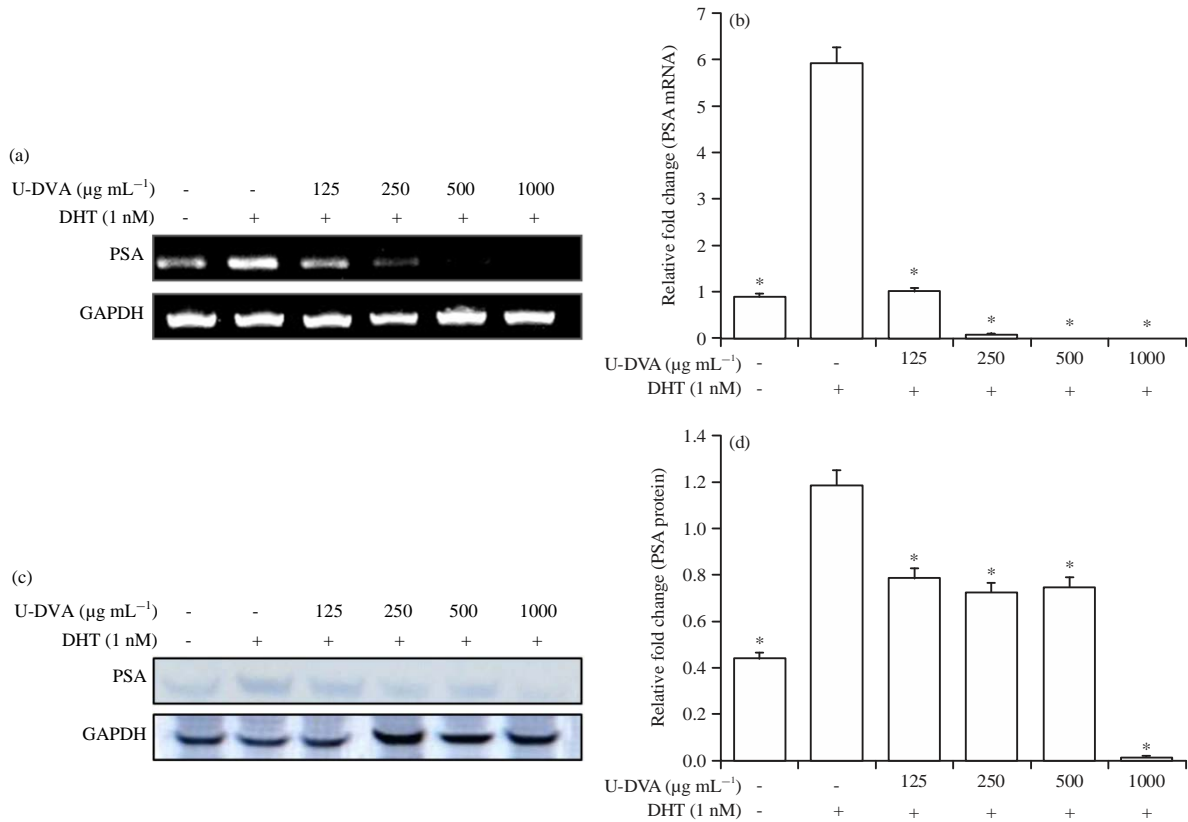 (a)
U-DVA (µg mL⁻¹) - - 125 250 500 1000
DHT (1 nM) - + + + + +
PSA
GAPDH
(b)
Relative fold change (PSA mRNA)
7
6
5
4
3
2
1
0
* * * * *
U-DVA (µg mL⁻¹) - - 125 250 500 1000
DHT (1 nM) - + + + + +
(c)
U-DVA (µg mL⁻¹) - - 125 250 500 1000
DHT (1 nM) - + + + + +
PSA
GAPDH
(d)
Relative fold change (PSA protein)
1.4
1.2
1.0
0.8
0.6
0.4
0.2
0.0
* * * * *
U-DVA (µg mL⁻¹) - - 125 250 500 1000
DHT (1 nM) - + + + + +